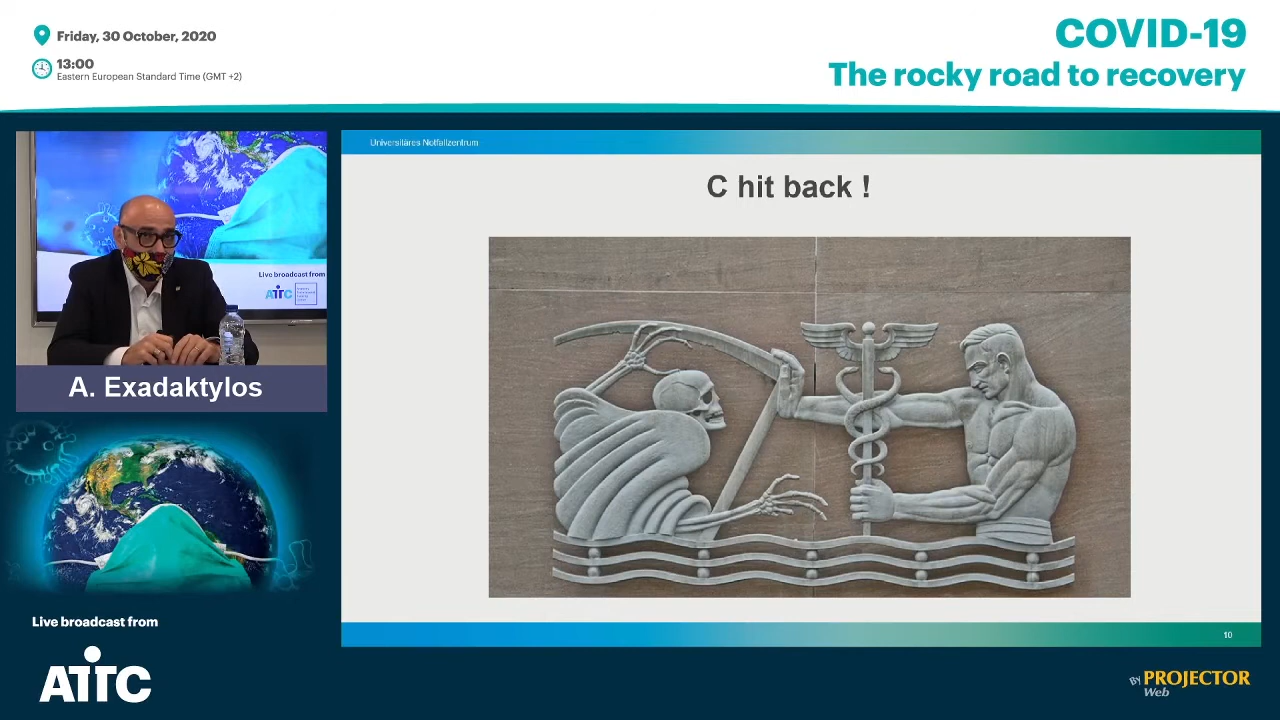 Friday, 30 October, 2020
13:00
Eastern European Standard Time (GMT +2)
COVID-19
The rocky road to recovery
Live broadcast from
ATTC
A. Exadaktylos
Universitäres Notfallzentrum
C hit back !
10
Live broadcast from
ATTC
By PROJECTOR
Web